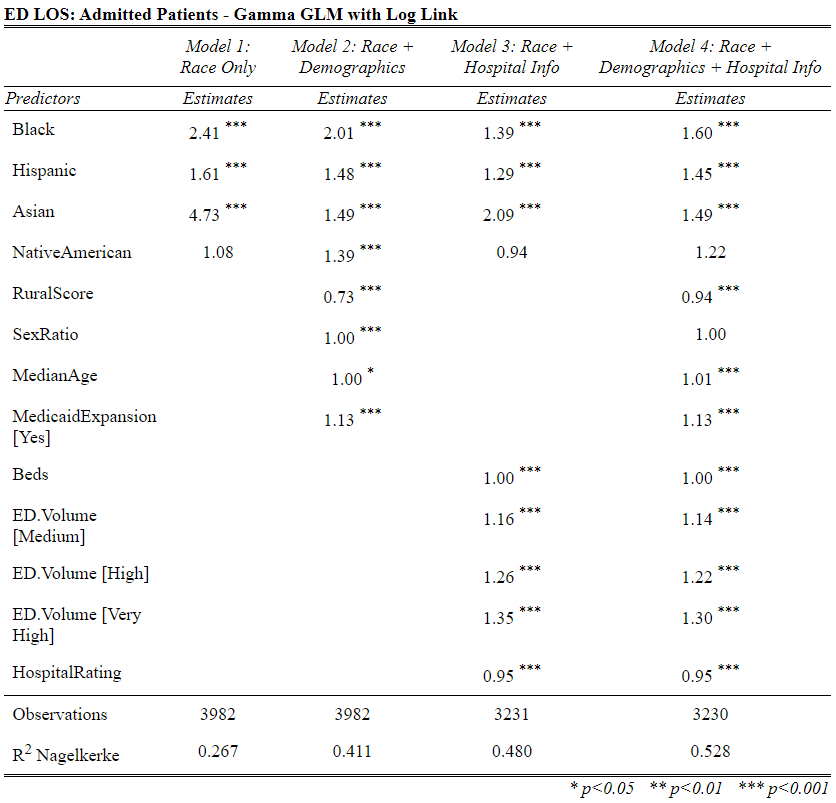 ED LOS: Admitted Patients - Gamma GLM with Log Link
Model 1: Race Only Model 2: Race + Demographics Model 3: Race + Hospital Info Model 4: Race + Demographics + Hospital Info
Predictors Estimates Estimates Estimates Estimates
Black 2.41 *** 2.01 *** 1.39 *** 1.60 ***
Hispanic 1.61 *** 1.48 *** 1.29 *** 1.45 ***
Asian 4.73 *** 1.49 *** 2.09 *** 1.49 ***
NativeAmerican 1.08 1.39 *** 0.94 1.22
RuralScore 0.73 *** 0.94 ***
SexRatio 1.00 *** 1.00
MedianAge 1.00 * 1.01 ***
MedicaidExpansion [Yes] 1.13 *** 1.13 ***
Beds 1.00 *** 1.00 ***
ED.Volume [Medium] 1.16 *** 1.14 ***
ED.Volume [High] 1.26 *** 1.22 ***
ED.Volume [Very High] 1.35 *** 1.30 ***
HospitalRating 0.95 *** 0.95 ***
Observations 3982 3982 3231 3230
R² Nagelkerke 0.267 0.411 0.480 0.528
* p<0.05 ** p<0.01 *** p<0.001